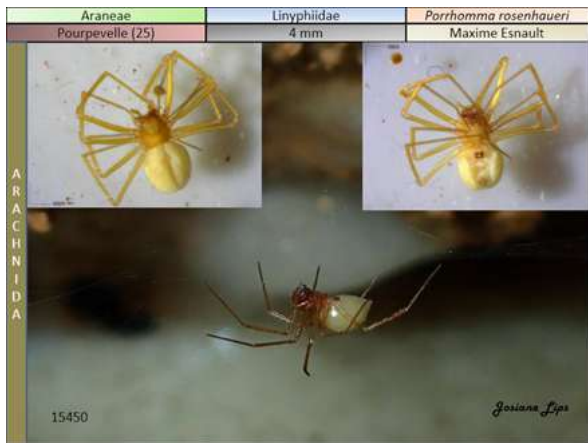 Araneae Linyphiidae Porrhomma rosenhaueri
Pourpevelle (25) 4 mm Maxime Esnault
ARACHNIDA
15450 Josiane Lips